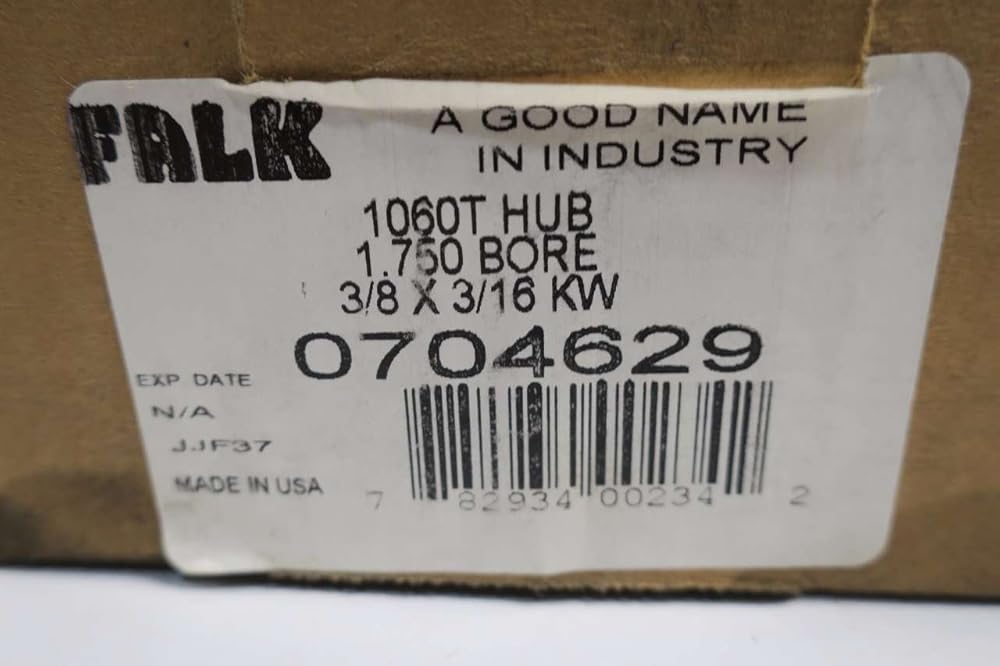 FALK
A GOOD NAME
IN INDUSTRY
1060T HUB
1.750 BORE
3/8 X 3/16 KW
0704629
EXP DATE
N/A
JJF37
MADE IN USA
7 82934 00234 2